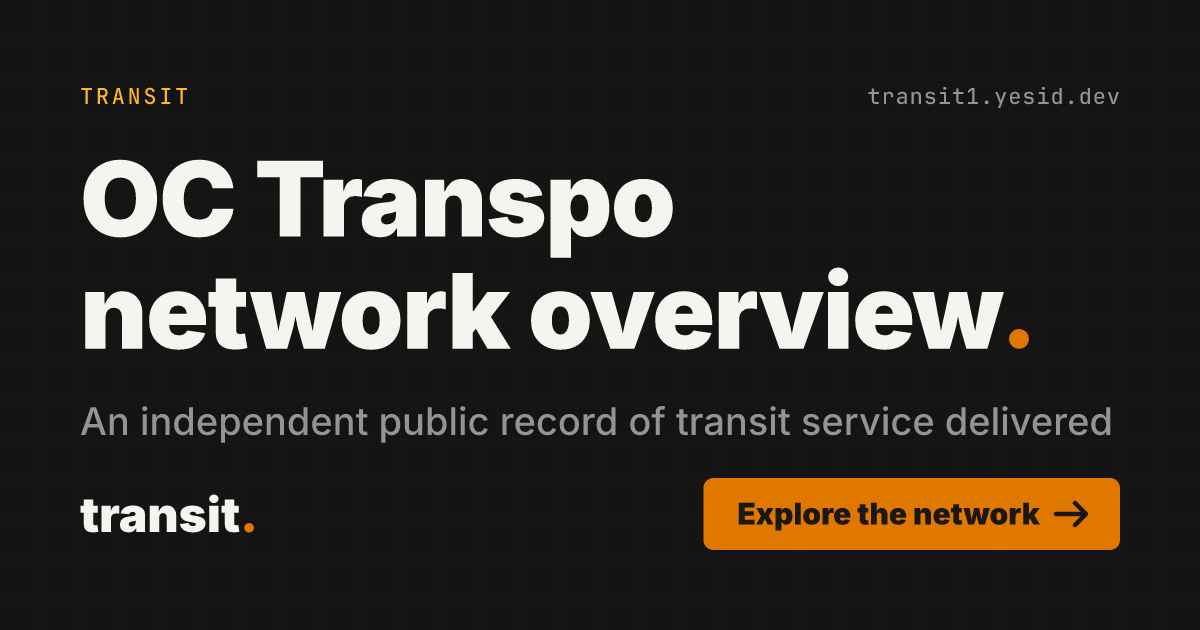 TRANSIT
transit1.yesid.dev
OC Transpo
network overview.
An independent public record of transit service delivered
transit.
Explore the network →